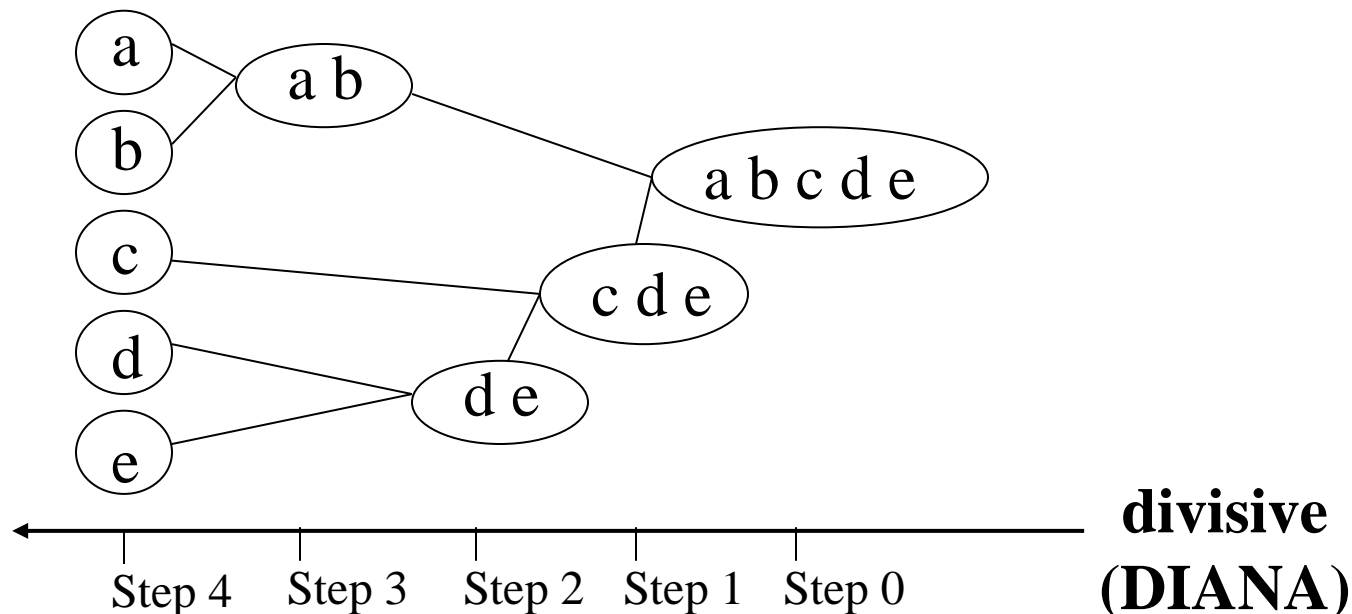 a
a b
b
a b c d e
c
c d e
d
d e
e
divisive
(DIANA)
Step 4 Step 3 Step 2 Step 1 Step 0